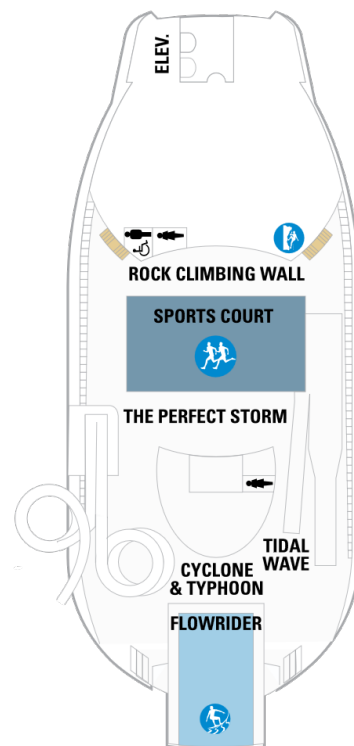 ELEV.
ROCK CLIMBING WALL
SPORTS COURT
THE PERFECT STORM
TIDAL
WAVE
CYCLONE
& TYPHOON
FLOWRIDER